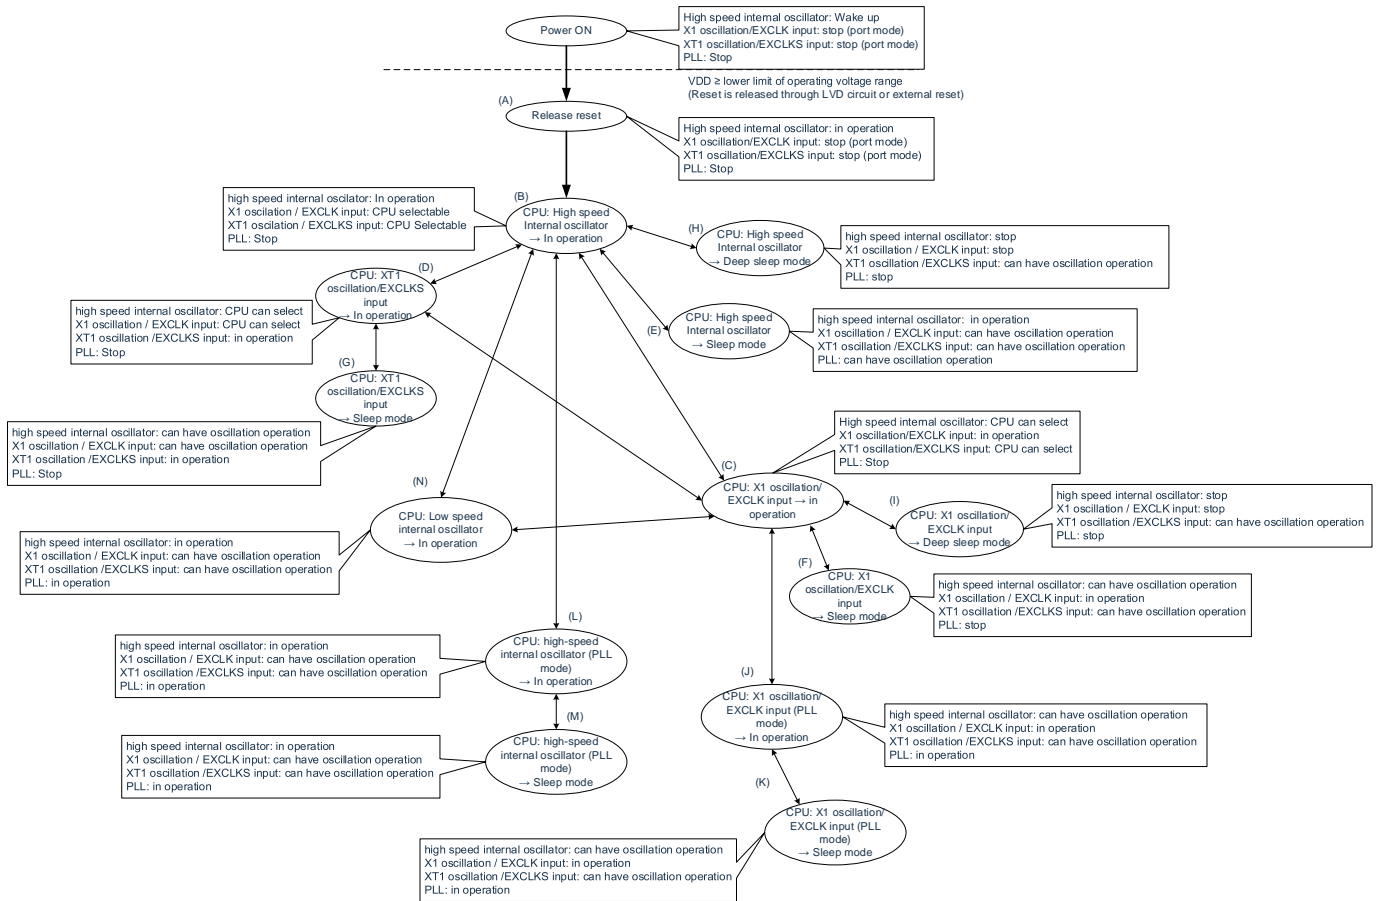 Power ON
High speed internal oscillator: Wake up
X1 oscillation/EXCLK input: stop (port mode)
XT1 oscillation/EXCLKS input: stop (port mode)
PLL: Stop
VDD ≥ lower limit of operating voltage range
(Reset is released through LVD circuit or external reset)
(A)
Release reset
High speed internal oscillator: in operation
X1 oscillation/EXCLK input: stop (port mode)
XT1 oscillation/EXCLKS input: stop (port mode)
PLL: Stop
(B)
CPU: High speed
Internal oscillator
→ In operation
high speed internal oscilator: In operation
X1 oscilation / EXCLK input: CPU selectable
XT1 oscilation / EXCLKS input: CPU Selectable
PLL: Stop
(H)
CPU: High speed
Internal oscillator
→ Deep sleep mode
high speed internal oscillator: stop
X1 oscillation / EXCLK input: stop
XT1 oscillation /EXCLKS input: can have oscillation operation
PLL: stop
(D)
CPU: XT1
oscillation/EXCLKS
input
→ In operation
high speed internal oscillator: CPU can select
X1 oscillation / EXCLK input: CPU can select
XT1 oscillation /EXCLKS input: in operation
PLL: Stop
(E)
CPU: High speed
Internal oscillator
→ Sleep mode
high speed internal oscillator:  in operation
X1 oscillation / EXCLK input: can have oscillation operation
XT1 oscillation /EXCLKS input: can have oscillation operation
PLL: can have oscillation operation
(G)
CPU: XT1
oscillation/EXCLKS
input
→ Sleep mode
high speed internal oscillator: can have oscillation operation
X1 oscillation / EXCLK input: can have oscillation operation
XT1 oscillation /EXCLKS input: in operation
PLL: Stop
High speed internal oscillator: CPU can select
X1 oscillation/EXCLK input: in operation
XT1 oscillation/EXCLKS input: CPU can select
PLL: Stop
(C)
CPU: X1 oscillation/
EXCLK input → in
operation
(N)
CPU: Low speed
internal oscillator
→ In operation
high speed internal oscillator: in operation
X1 oscillation / EXCLK input: can have oscillation operation
XT1 oscillation /EXCLKS input: can have oscillation operation
PLL: in operation
(I)
CPU: X1 oscillation/
EXCLK input
→ Deep sleep mode
high speed internal oscillator: stop
X1 oscillation / EXCLK input: stop
XT1 oscillation /EXCLKS input: can have oscillation operation
PLL: stop
(F)
CPU: X1
oscillation/EXCLK
input
→ Sleep mode
high speed internal oscillator: can have oscillation operation
X1 oscillation / EXCLK input: in operation
XT1 oscillation /EXCLKS input: can have oscillation operation
PLL: stop
(L)
CPU: high-speed
internal oscillator (PLL
mode)
→ In operation
high speed internal oscillator: in operation
X1 oscillation / EXCLK input: can have oscillation operation
XT1 oscillation /EXCLKS input: can have oscillation operation
PLL: in operation
(J)
CPU: X1 oscillation/
EXCLK input (PLL
mode)
→ In operation
high speed internal oscillator: can have oscillation operation
X1 oscillation / EXCLK input: in operation
XT1 oscillation /EXCLKS input: can have oscillation operation
PLL: in operation
(M)
CPU: high-speed
internal oscillator (PLL
mode)
→ Sleep mode
high speed internal oscillator: in operation
X1 oscillation / EXCLK input: can have oscillation operation
XT1 oscillation /EXCLKS input: can have oscillation operation
PLL: in operation
(K)
CPU: X1 oscillation/
EXCLK input (PLL
mode)
→ Sleep mode
high speed internal oscillator: can have oscillation operation
X1 oscillation / EXCLK input: in operation
XT1 oscillation /EXCLKS input: can have oscillation operation
PLL: in operation